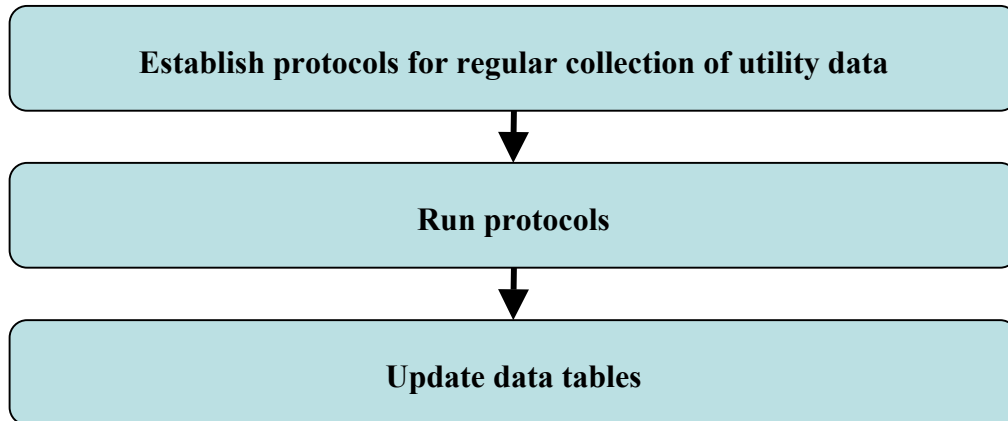 Establish protocols for regular collection of utility data
Run protocols
Update data tables